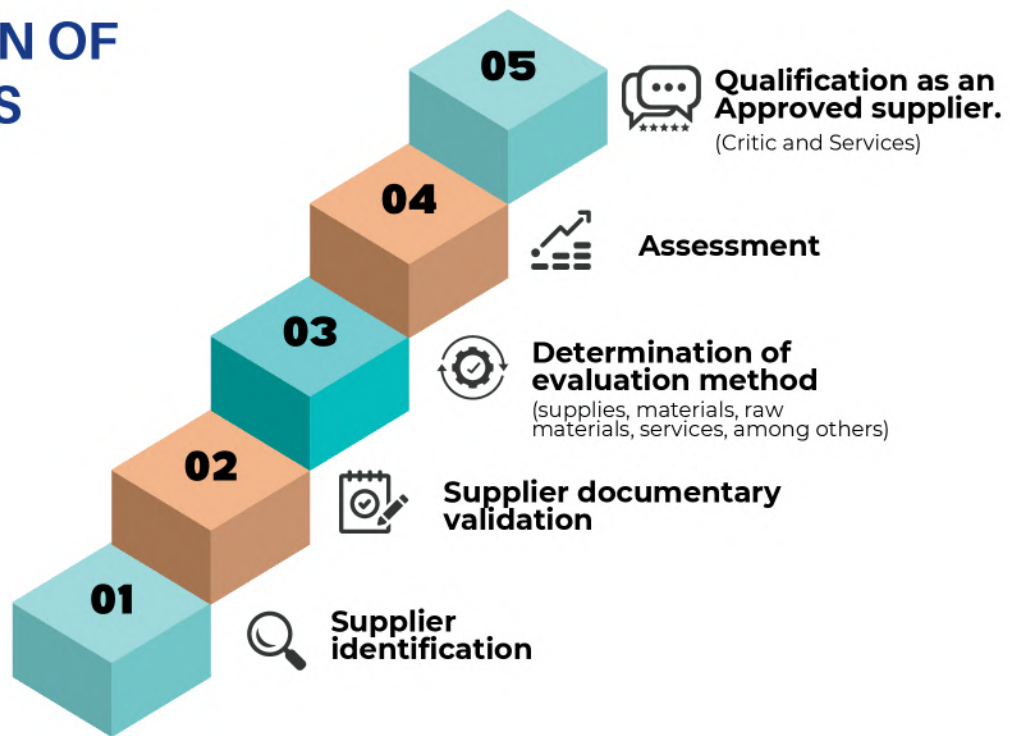 N OF
S
05
Qualification as an
Approved supplier.
(Critic and Services)
04
Assessment
03
Determination of
evaluation method
(supplies, materials, raw
materials, services, among others)
02
Supplier documentary
validation
01
Supplier
identification